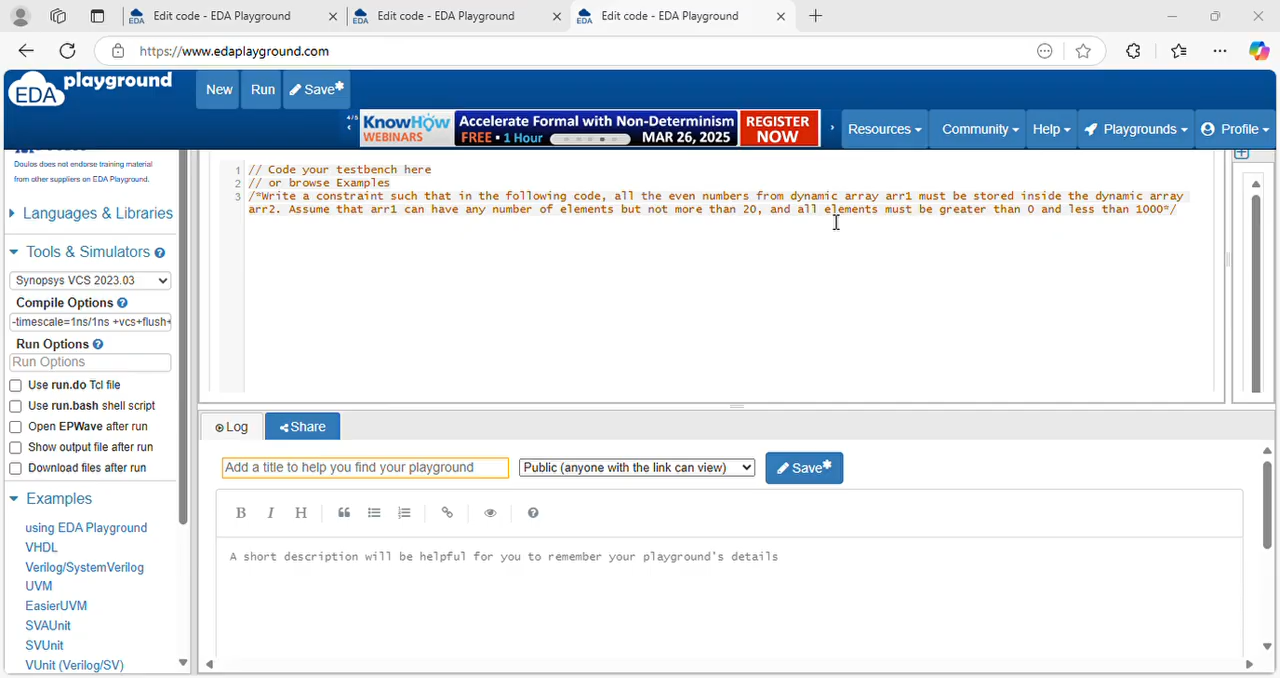 Edit code - EDA Playground
Edit code - EDA Playground
Edit code - EDA Playground
https://www.edaplayground.com
EDA playground
New
Run
Save*
4/5
KnowHow WEBINARS
Accelerate Formal with Non-Determinism
FREE • 1 Hour
MAR 26, 2025
REGISTER NOW
Resources
Community
Help
Playgrounds
Profile
Doulos does not endorse training material
from other suppliers on EDA Playground.
Languages & Libraries
Tools & Simulators
Synopsys VCS 2023.03
Compile Options
-timescale=1ns/1ns +vcs+flush+
Run Options
Run Options
Use run.do Tcl file
Use run.bash shell script
Open EPWave after run
Show output file after run
Download files after run
Examples
using EDA Playground
VHDL
Verilog/SystemVerilog
UVM
EasierUVM
SVAUnit
SVUnit
VUnit (Verilog/SV)
1 // Code your testbench here
2 // or browse Examples
3 /*Write a constraint such that in the following code, all the even numbers from dynamic array arr1 must be stored inside the dynamic array
arr2. Assume that arr1 can have any number of elements but not more than 20, and all elements must be greater than 0 and less than 1000*/
Log
Share
Add a title to help you find your playground
Public (anyone with the link can view)
Save*
B I H
A short description will be helpful for you to remember your playground's details